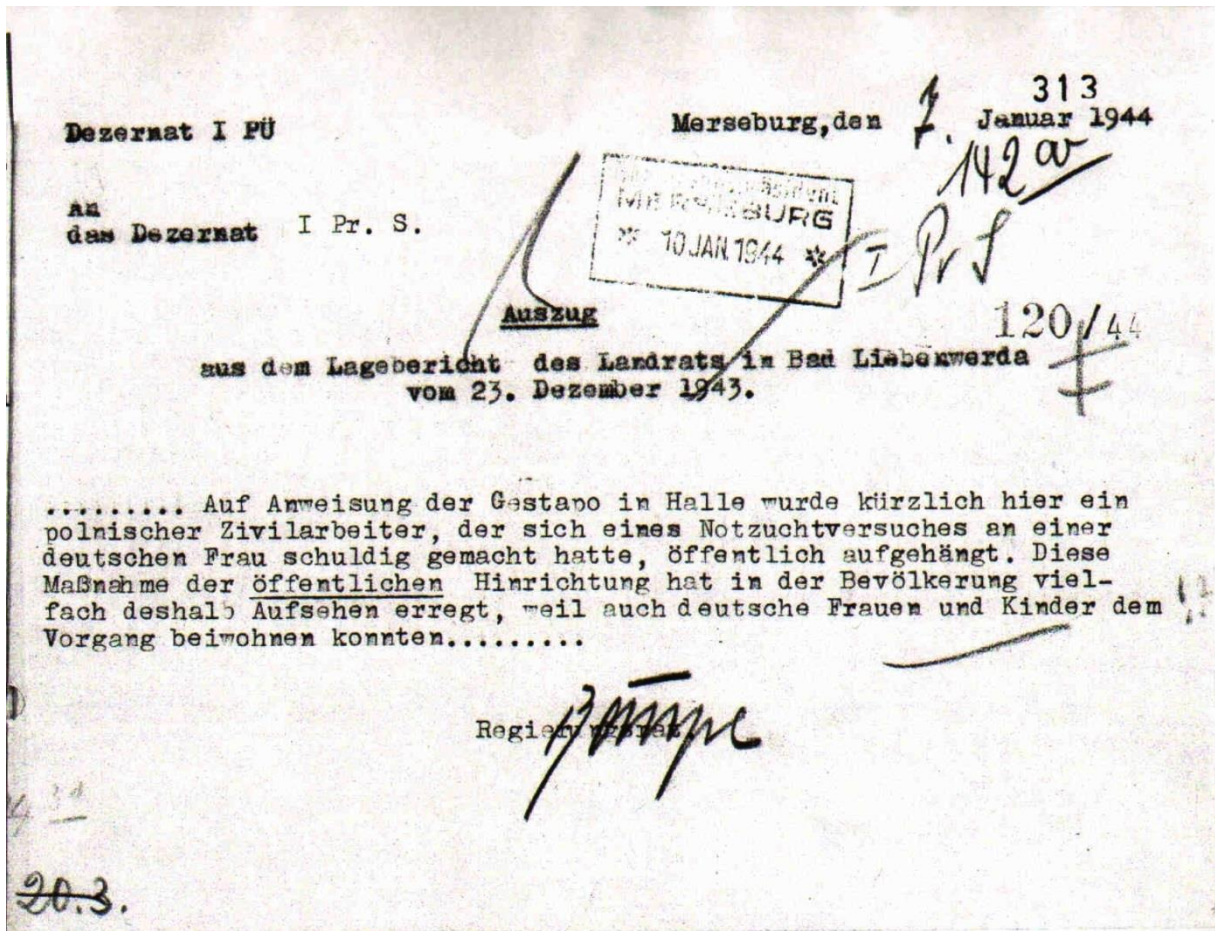 313
Dezernat I PÜ
Merseburg, den 7. Januar 1944
142 a
An
das Dezernat I Pr. S.
MERSEBURG
* 10.JAN.1944 *
I Pr S
Auszug
120/44
aus dem Lagebericht des Landrats in Bad Liebenwerda
vom 23. Dezember 1943.
......... Auf Anweisung der Gestapo in Halle wurde kürzlich hier ein
polnischer Zivilarbeiter, der sich eines Notzuchtversuches an einer
deutschen Frau schuldig gemacht hatte, öffentlich aufgehängt. Diese
Maßnahme der öffentlichen Hinrichtung hat in der Bevölkerung viel-
fach deshalb Aufsehen erregt, weil auch deutsche Frauen und Kinder dem
Vorgang beiwohnen konnten.........
Regierungsrat
20.3.